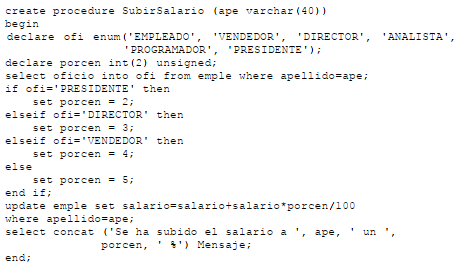 create procedure SubirSalario (ape varchar(40))
begin
declare ofi enum('EMPLEADO', 'VENDEDOR', 'DIRECTOR', 'ANALISTA',
'PROGRAMADOR', 'PRESIDENTE');
declare porcen int(2) unsigned;
select oficio into ofi from emple where apellido=ape;
if ofi='PRESIDENTE' then
set porcen = 2;
elseif ofi='DIRECTOR' then
set porcen = 3;
elseif ofi='VENDEDOR' then
set porcen = 4;
else
set porcen = 5;
end if;
update emple set salario=salario+salario*porcen/100
where apellido=ape;
select concat ('Se ha subido el salario a ', ape, ' un ',
porcen, ' %') Mensaje;
end;